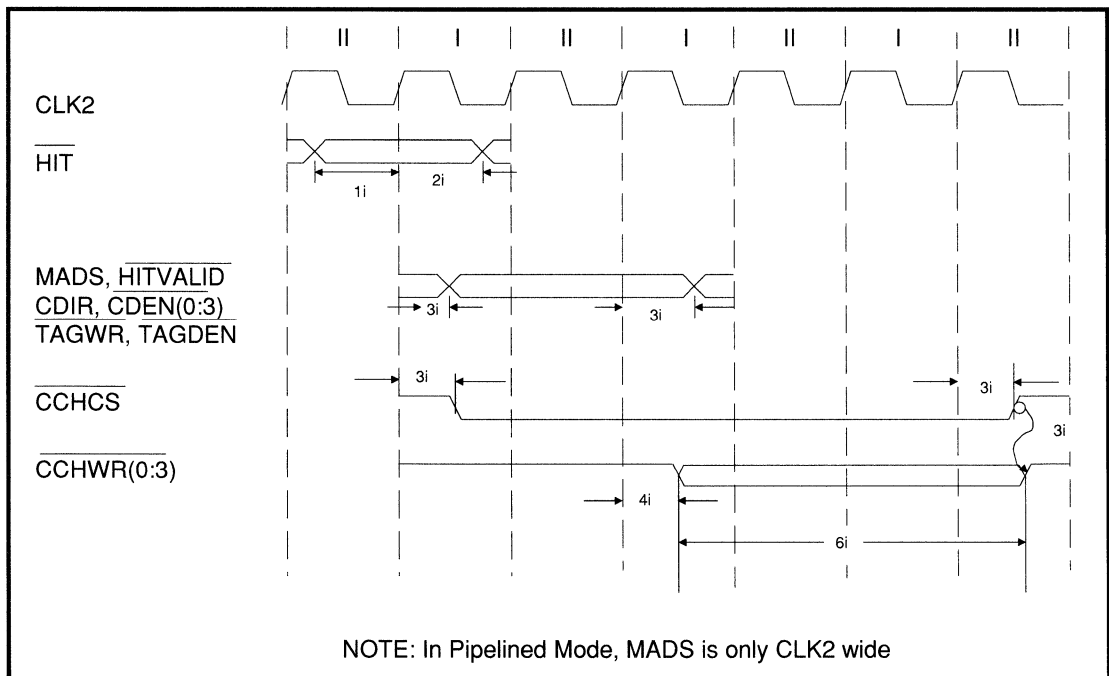 II I II I II I II
CLK2
HIT
1i 2i
MADS, HITVALID
CDIR, CDEN(0:3)
TAGWR, TAGDEN
3i 3i
CCHCS
3i 3i
3i
CCHWR(0:3)
4i
6i
NOTE: In Pipelined Mode, MADS is only CLK2 wide